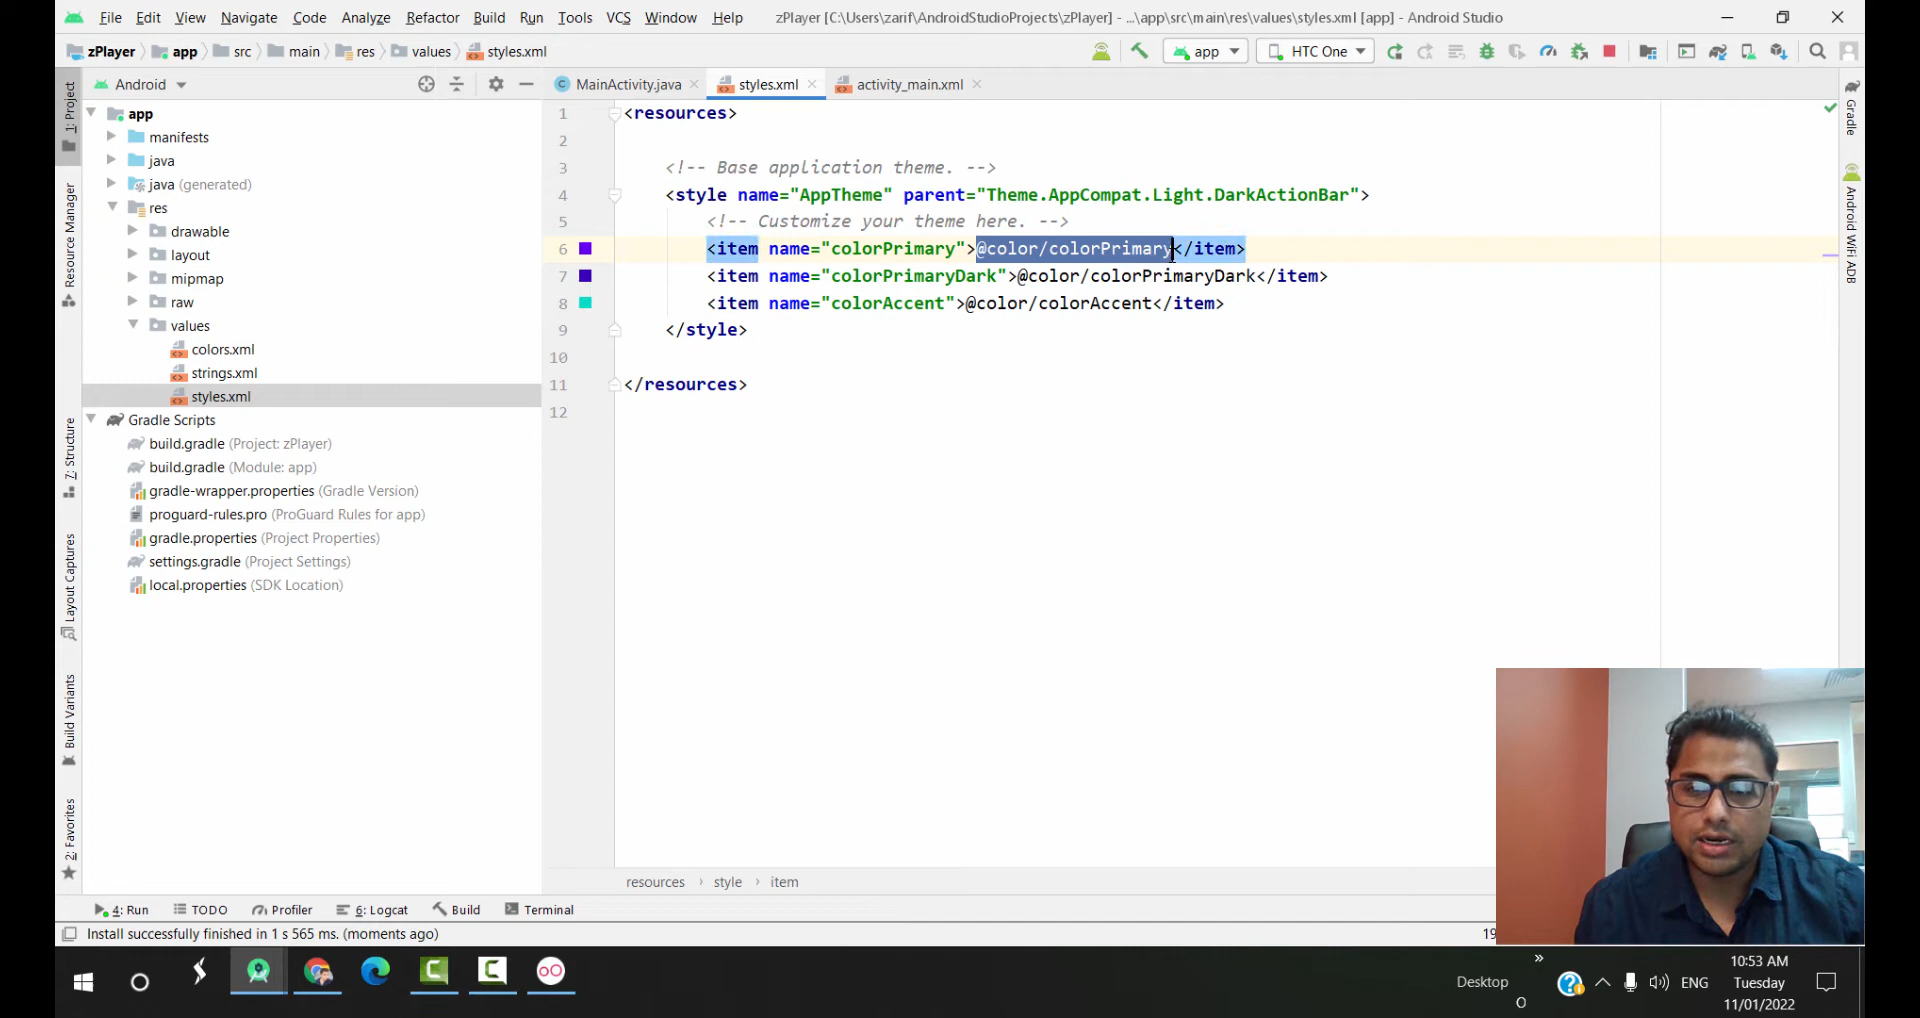 File Edit View Navigate Code Analyze Refactor Build Run Tools VCS Window Help zPlayer [C:\Users\zarif\AndroidStudioProjects\zPlayer] - ...\app\src\main\res\values\styles.xml [app] - Android Studio
zPlayer app src main res values styles.xml app HTC One
Android MainActivity.java styles.xml activity_main.xml
1: Project
Resource Manager
7: Structure
Layout Captures
Build Variants
2: Favorites
app
manifests
java
java (generated)
res
drawable
layout
mipmap
raw
values
colors.xml
strings.xml
styles.xml
Gradle Scripts
build.gradle (Project: zPlayer)
build.gradle (Module: app)
gradle-wrapper.properties (Gradle Version)
proguard-rules.pro (ProGuard Rules for app)
gradle.properties (Project Properties)
settings.gradle (Project Settings)
local.properties (SDK Location)
1 <resources>
2
3 <!-- Base application theme. -->
4 <style name="AppTheme" parent="Theme.AppCompat.Light.DarkActionBar">
5 <!-- Customize your theme here. -->
6 <item name="colorPrimary">@color/colorPrimary</item>
7 <item name="colorPrimaryDark">@color/colorPrimaryDark</item>
8 <item name="colorAccent">@color/colorAccent</item>
9 </style>
10
11 </resources>
12
Gradle
Android WiFi ADB
resources › style › item
4: Run TODO Profiler 6: Logcat Build Terminal
Install successfully finished in 1 s 565 ms. (moments ago) 19
Desktop » ENG
10:53 AM
Tuesday
11/01/2022